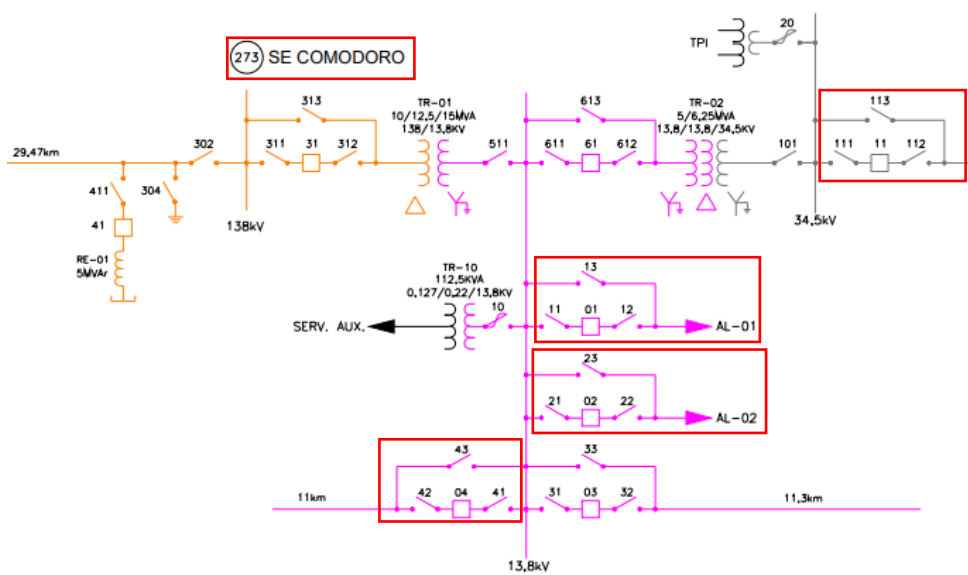 20
TPI
273 SE COMODORO
313
TR-01
10/12,5/15MVA
138/13,8KV
613
TR-02
5/6,25MVA
13,8/13,8/34,5KV
113
29,47km
302
311
31
312
511
611
61
612
101
111
11
112
411
304
41
138kV
34,5kV
RE-01
5MVAr
TR-10
112,5KVA
0,127/0,22/13,8KV
13
10
11
01
12
SERV. AUX.
AL-01
23
21
02
22
AL-02
43
33
11km
42
04
41
31
03
32
11,3km
13,8kV